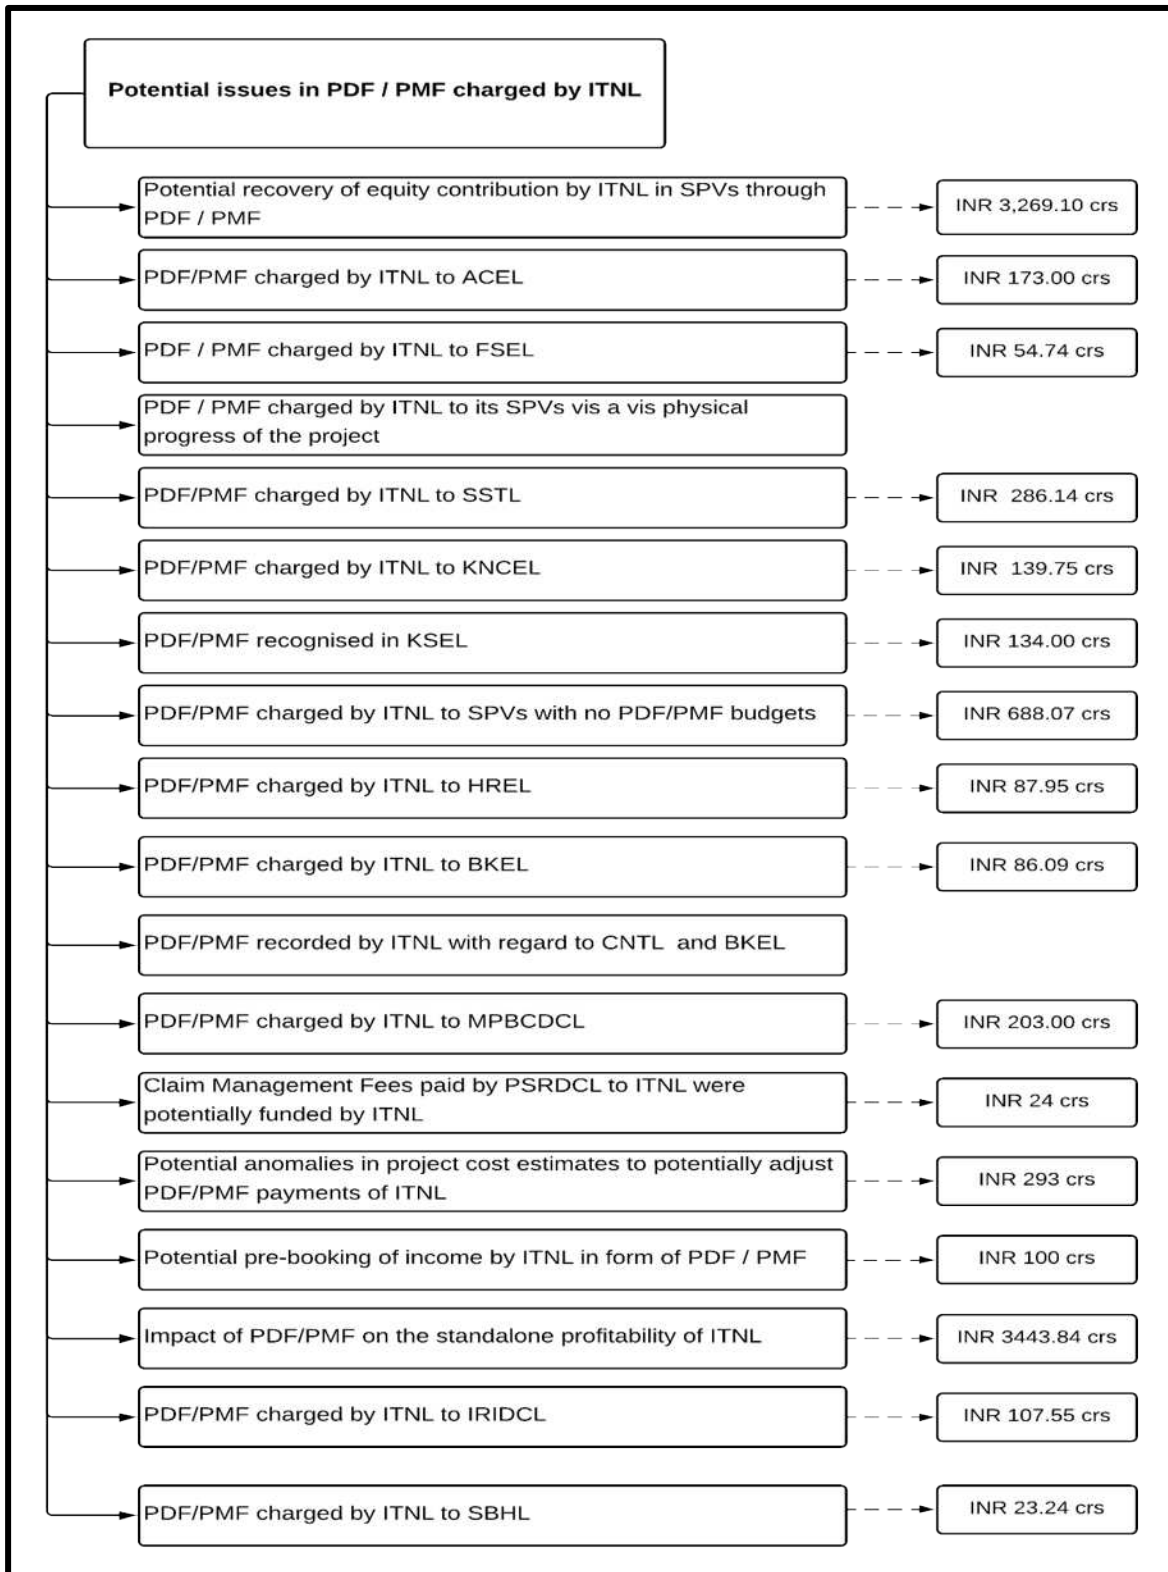 Potential issues in PDF / PMF charged by ITNL
Potential recovery of equity contribution by ITNL in SPVs through
PDF / PMF
INR 3,269.10 crs
PDF/PMF charged by ITNL to ACEL
INR 173.00 crs
PDF / PMF charged by ITNL to FSEL
INR 54.74 crs
PDF / PMF charged by ITNL to its SPVs vis a vis physical
progress of the project
PDF/PMF charged by ITNL to SSTL
INR 286.14 crs
PDF/PMF charged by ITNL to KNCEL
INR 139.75 crs
PDF/PMF recognised in KSEL
INR 134.00 crs
PDF/PMF charged by ITNL to SPVs with no PDF/PMF budgets
INR 688.07 crs
PDF/PMF charged by ITNL to HREL
INR 87.95 crs
PDF/PMF charged by ITNL to BKEL
INR 86.09 crs
PDF/PMF recorded by ITNL with regard to CNTL and BKEL
PDF/PMF charged by ITNL to MPBCDCL
INR 203.00 crs
Claim Management Fees paid by PSRDCL to ITNL were
potentially funded by ITNL
INR 24 crs
Potential anomalies in project cost estimates to potentially adjust
PDF/PMF payments of ITNL
INR 293 crs
Potential pre-booking of income by ITNL in form of PDF / PMF
INR 100 crs
Impact of PDF/PMF on the standalone profitability of ITNL
INR 3443.84 crs
PDF/PMF charged by ITNL to IRIDCL
INR 107.55 crs
PDF/PMF charged by ITNL to SBHL
INR 23.24 crs